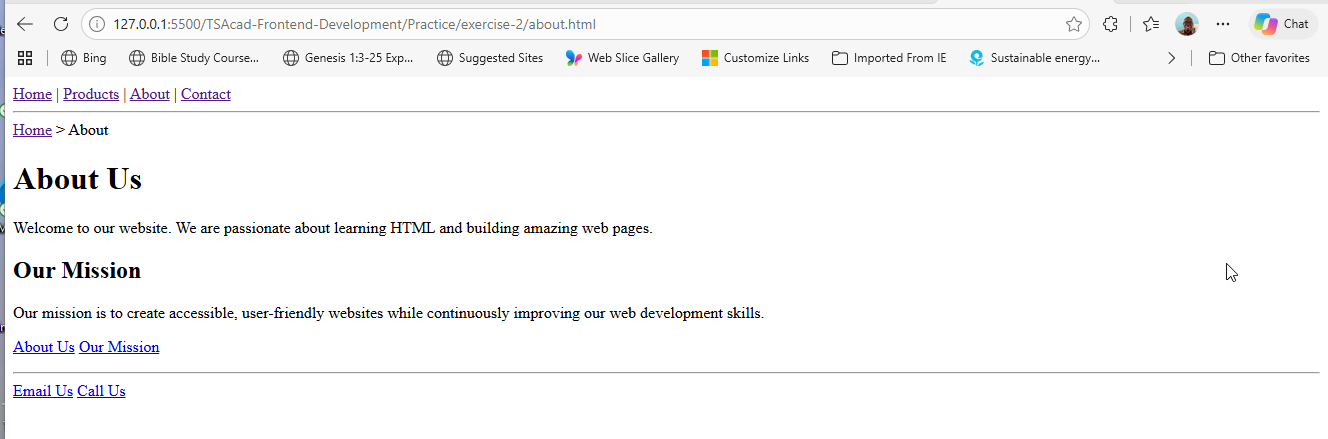 127.0.0.1:5500/TSAcad-Frontend-Development/Practice/exercise-2/about.html
Chat
Bing
Bible Study Course...
Genesis 1:3-25 Exp...
Suggested Sites
Web Slice Gallery
Customize Links
Imported From IE
Sustainable energy...
Other favorites
Home | Products | About | Contact
Home > About
About Us
Welcome to our website. We are passionate about learning HTML and building amazing web pages.
Our Mission
Our mission is to create accessible, user-friendly websites while continuously improving our web development skills.
About Us Our Mission
Email Us Call Us